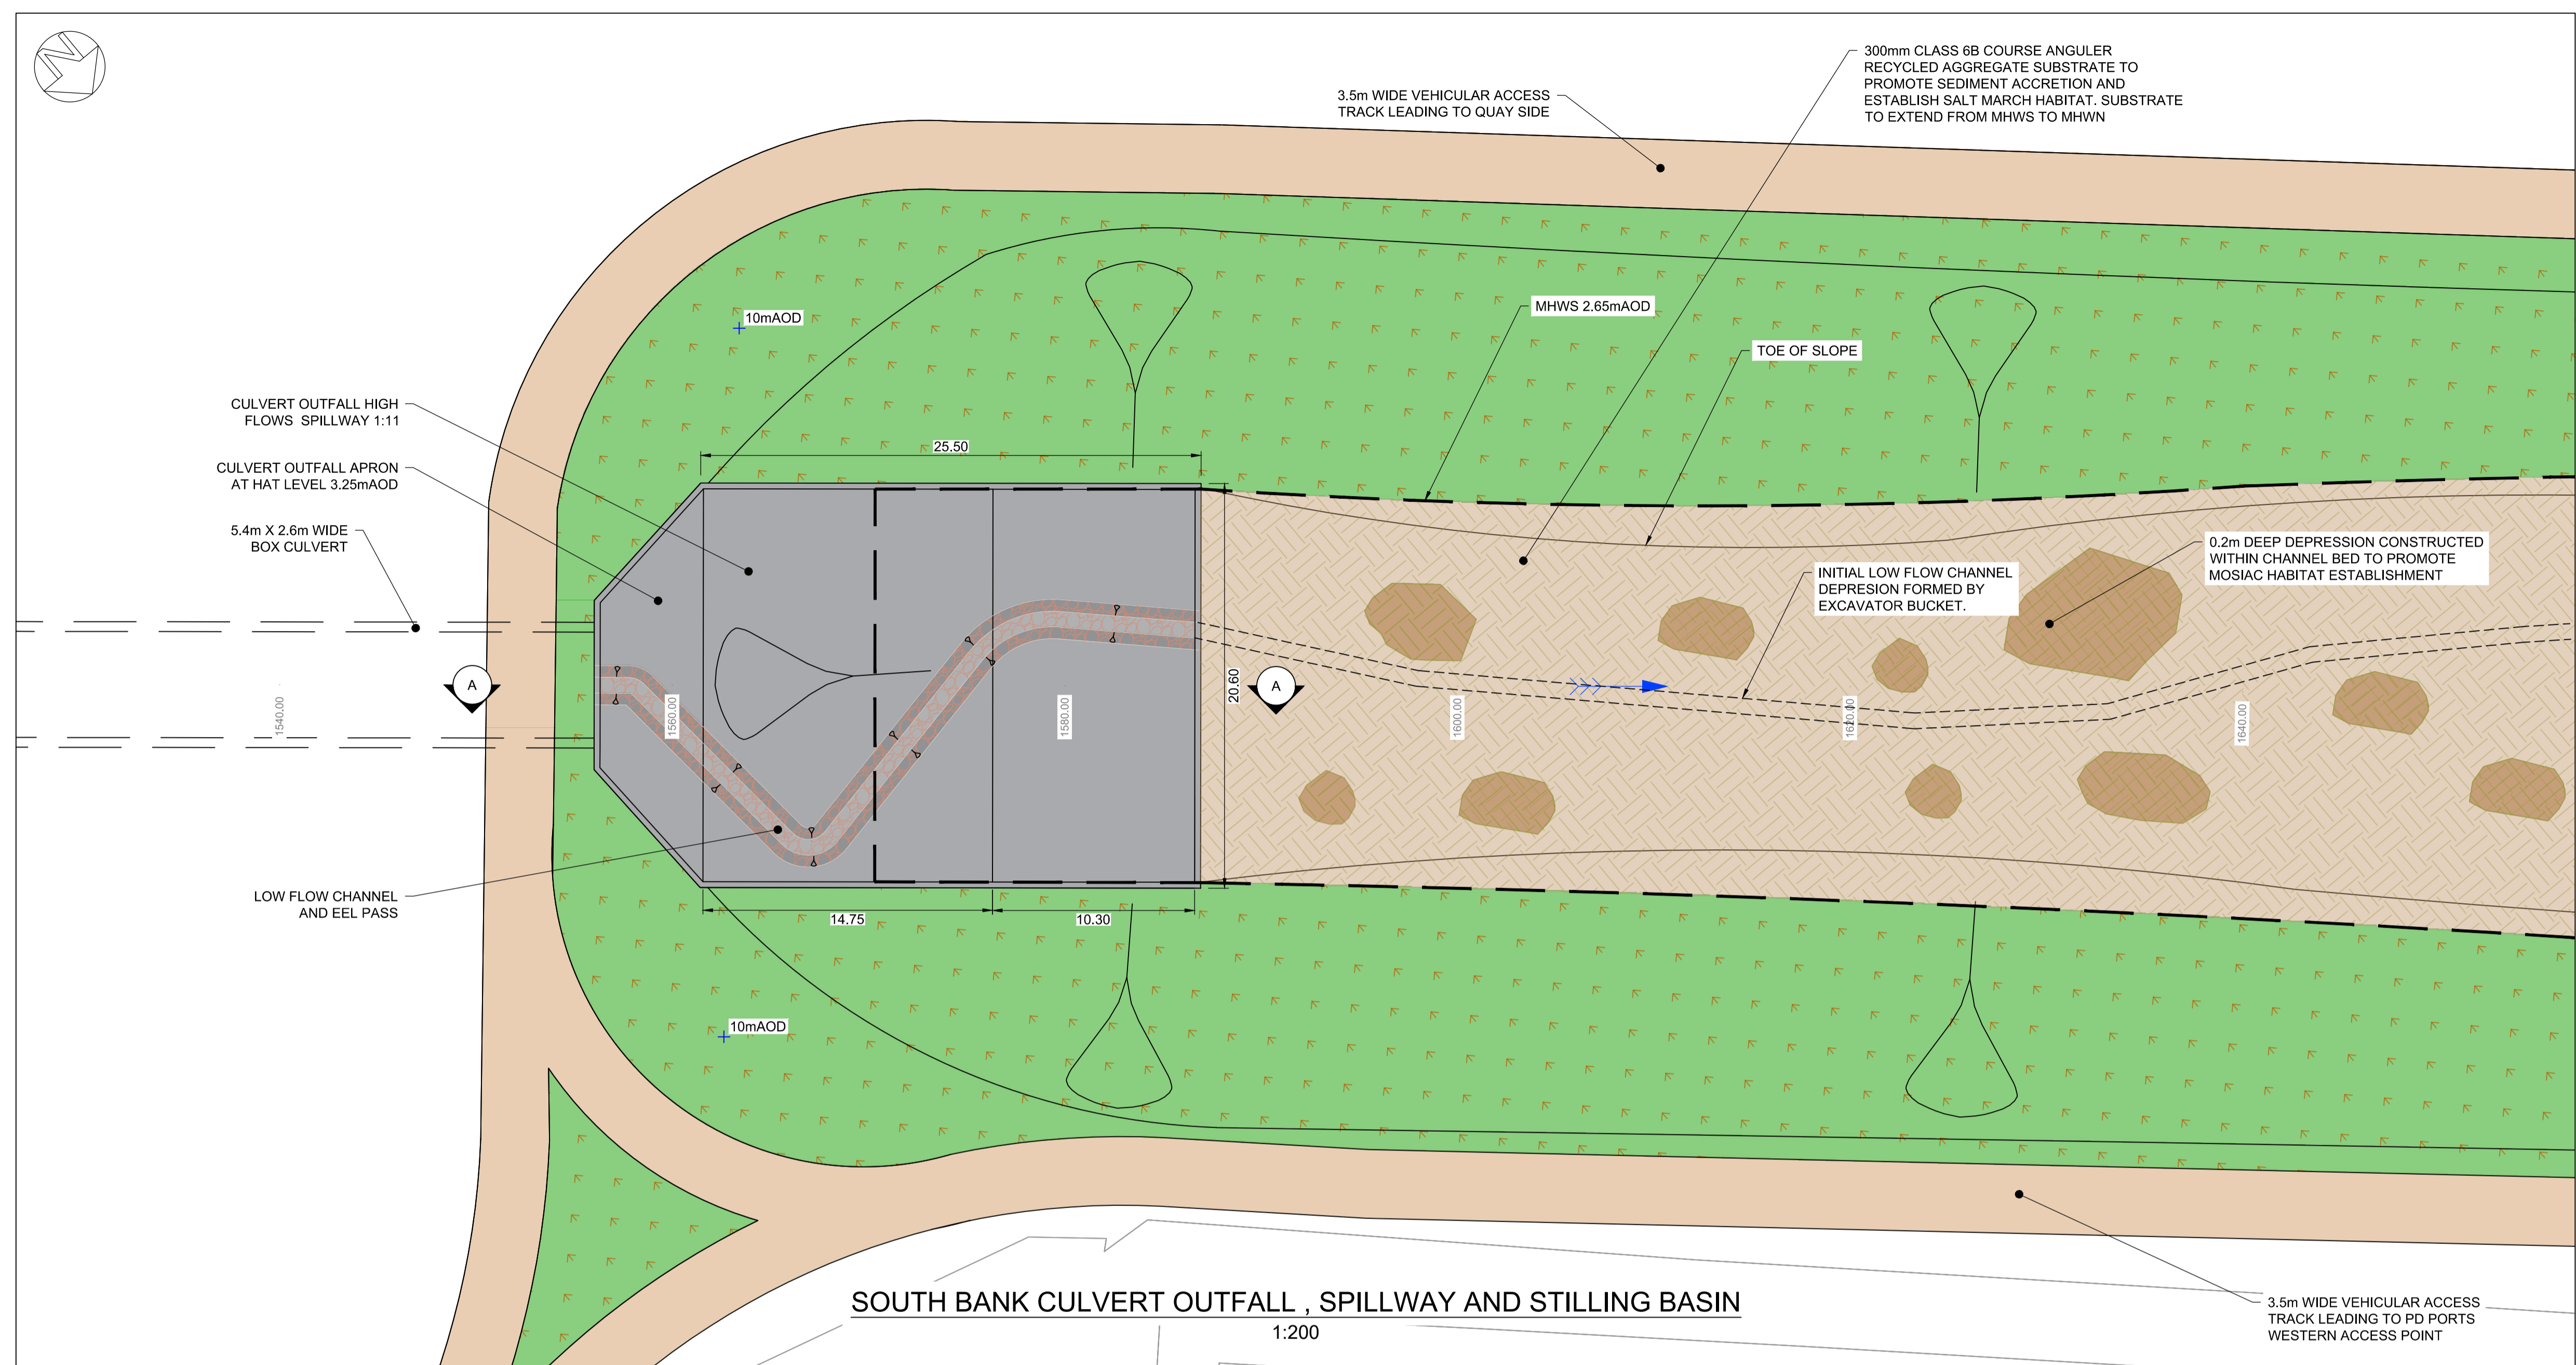 N
300mm CLASS 6B COURSE ANGULER
RECYCLED AGGREGATE SUBSTRATE TO
PROMOTE SEDIMENT ACCRETION AND
ESTABLISH SALT MARCH HABITAT. SUBSTRATE
TO EXTEND FROM MHWS TO MHWN
3.5m WIDE VEHICULAR ACCESS
TRACK LEADING TO QUAY SIDE
MHWS 2.65mAOD
10mAOD
TOE OF SLOPE
CULVERT OUTFALL HIGH
FLOWS SPILLWAY 1:11
25.50
CULVERT OUTFALL APRON
AT HAT LEVEL 3.25mAOD
5.4m X 2.6m WIDE
BOX CULVERT
0.2m DEEP DEPRESSION CONSTRUCTED
WITHIN CHANNEL BED TO PROMOTE
MOSIAC HABITAT ESTABLISHMENT
INITIAL LOW FLOW CHANNEL
DEPRESION FORMED BY
EXCAVATOR BUCKET.
A
A
20.60
1540.00
1560.00
1580.00
1600.00
1620.00
1640.00
LOW FLOW CHANNEL
AND EEL PASS
14.75
10.30
10mAOD
SOUTH BANK CULVERT OUTFALL , SPILLWAY AND STILLING BASIN
1:200
3.5m WIDE VEHICULAR ACCESS
TRACK LEADING TO PD PORTS
WESTERN ACCESS POINT